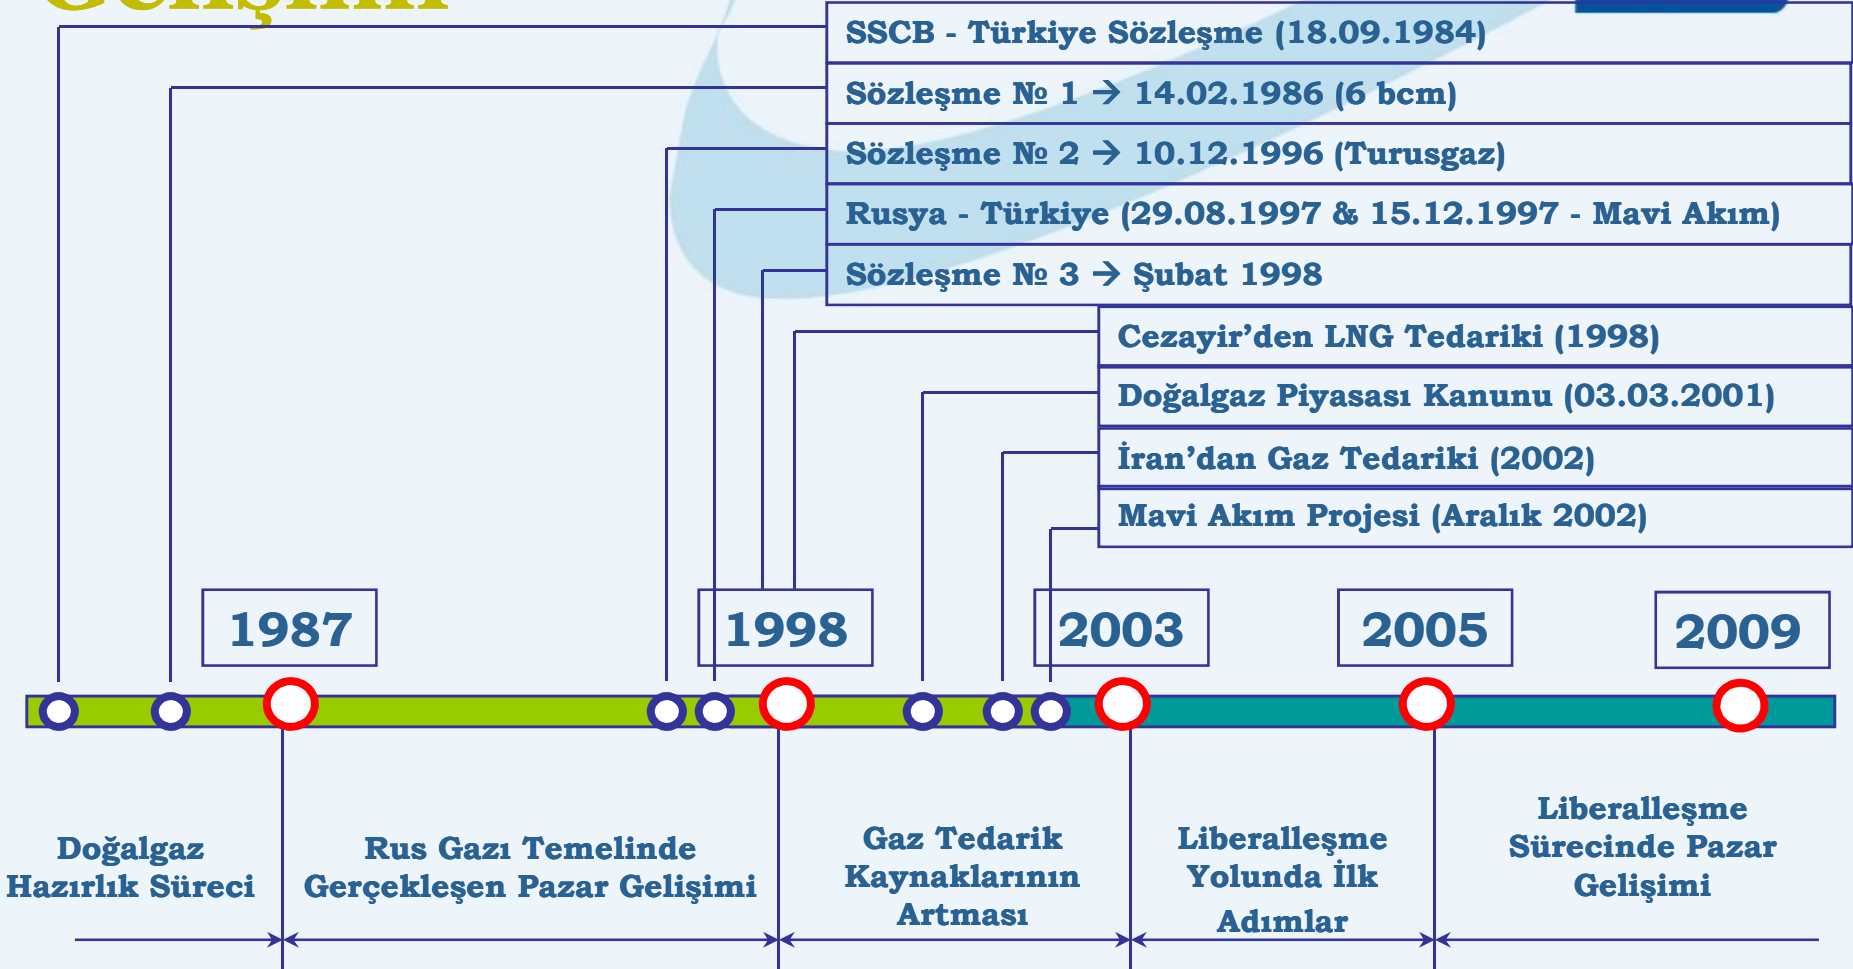 SSCB - Türkiye Sözleşme (18.09.1984)
Sözleşme № 1 → 14.02.1986 (6 bcm)
Sözleşme № 2 → 10.12.1996 (Turusgaz)
Rusya - Türkiye (29.08.1997 & 15.12.1997 - Mavi Akım)
Sözleşme № 3 → Şubat 1998
Cezayir’den LNG Tedariki (1998)
Doğalgaz Piyasası Kanunu (03.03.2001)
İran’dan Gaz Tedariki (2002)
Mavi Akım Projesi (Aralık 2002)
1987
1998
2003
2005
2009
Doğalgaz
Hazırlık Süreci
Rus Gazı Temelinde
Gerçekleşen Pazar Gelişimi
Gaz Tedarik
Kaynaklarının
Artması
Liberalleşme
Yolunda İlk
Adımlar
Liberalleşme
Sürecinde Pazar
Gelişimi